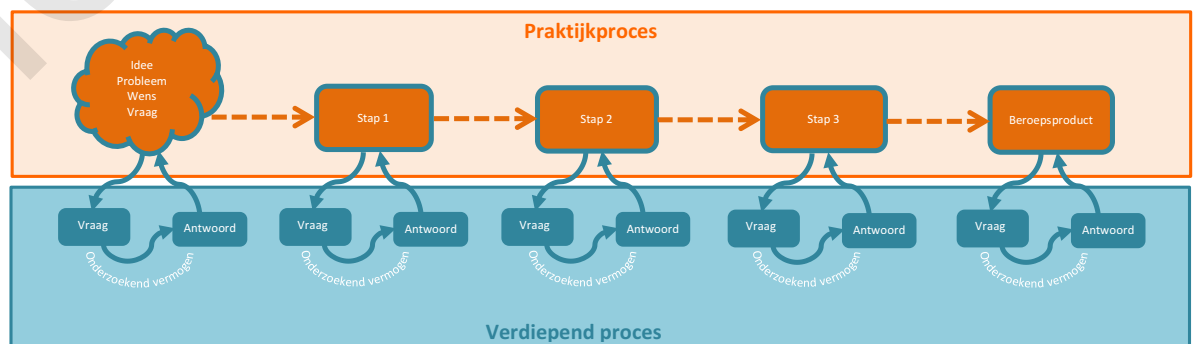 Praktijkproces
Idee
Probleem
Wens
Vraag
Stap 1
Stap 2
Stap 3
Beroepsproduct
Vraag
Antwoord
Onderzoekend vermogen
Vraag
Antwoord
Onderzoekend vermogen
Vraag
Antwoord
Onderzoekend vermogen
Vraag
Antwoord
Onderzoekend vermogen
Vraag
Antwoord
Onderzoekend vermogen
Verdiepend proces